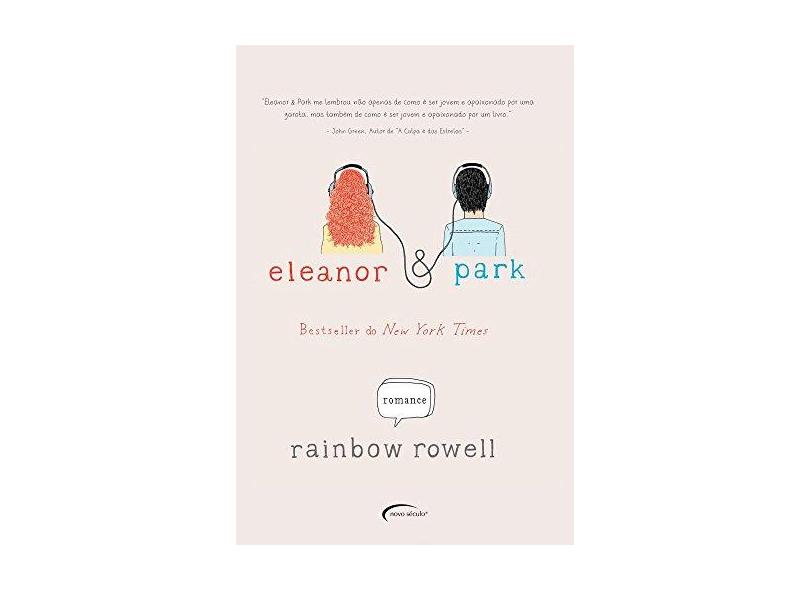 "Eleanor & Park me lembrou não apenas de como é ser jovem e apaixonado por uma
garota, mas também de como é ser jovem e apaixonado por um livro."
- John Green, Autor de "A Culpa é das Estrelas" -
eleanor & park
Bestseller do New York Times
romance
rainbow rowell
novo século®